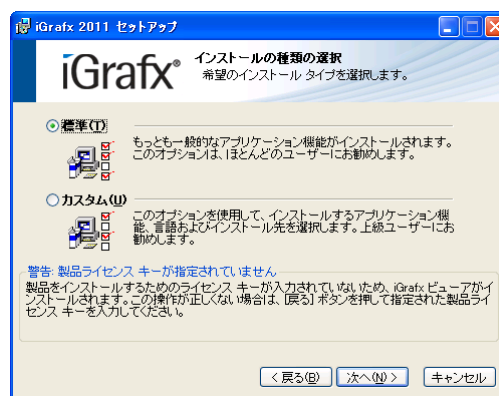 iGrafx 2011 セットアップ
iGrafx®
インストールの種類の選択
希望のインストール タイプを選択します。
標準(T)
もっとも一般的なアプリケーション機能がインストールされます。
このオプションは、ほとんどのユーザーにお勧めします。
カスタム(U)
このオプションを使用して、インストールするアプリケーション機
能、言語およびインストール先を選択します。上級ユーザーにお
勧めします。
警告: 製品ライセンス キーが指定されていません
製品をインストールするためのライセンス キーが入力されていないため、iGrafx ビューアがイ
ンストールされます。この操作が正しくない場合は、[戻る] ボタンを押して指定された製品ライ
センス キーを入力してください。
< 戻る(B)
次へ(N) >
キャンセル